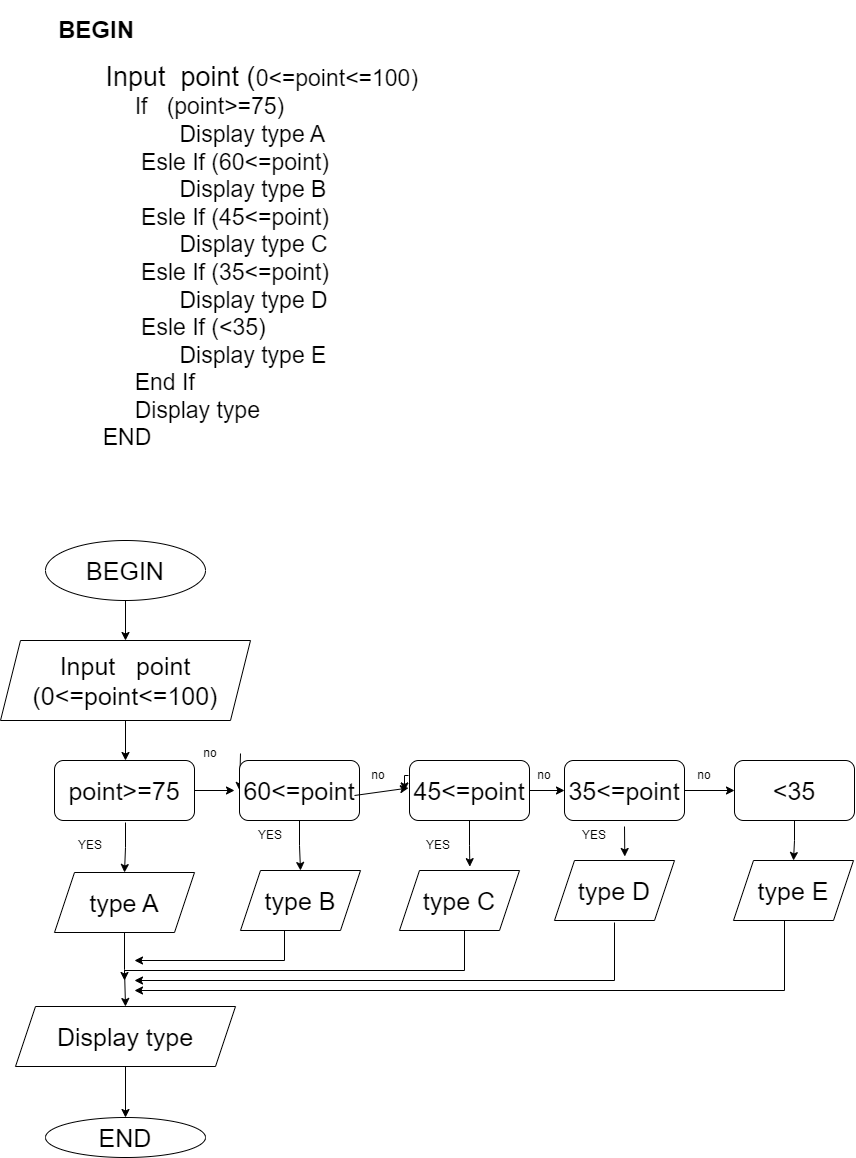 BEGIN
Input point (0<=point<=100)
If (point>=75)
Display type A
Esle If (60<=point)
Display type B
Esle If (45<=point)
Display type C
Esle If (35<=point)
Display type D
Esle If (<35)
Display type E
End If
Display type
END
BEGIN
Input point
(0<=point<=100)
point>=75
no
60<=point
no
45<=point
no
35<=point
no
<35
YES
YES
YES
YES
type A
type B
type C
type D
type E
Display type
END